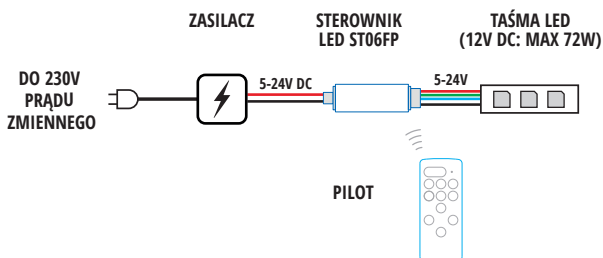 ZASILACZ
STEROWNIK
LED ST06FP
TAŚMA LED
(12V DC: MAX 72W)
DO 230V
PRĄDU
ZMIENNEGO
5-24V DC
5-24V
PILOT